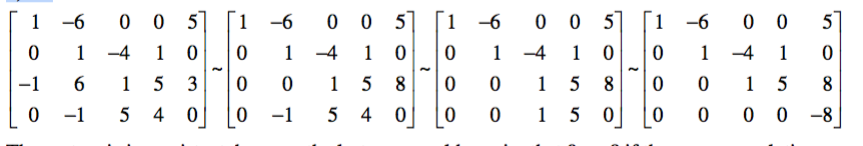 1 –6 0 0 5 1 –6 0 0 5 1 –6 0 0 5 1 –6 0 0 5
0 1 –4 1 0 0 1 –4 1 0 0 1 –4 1 0 0 1 –4 1 0
–1 6 1 5 3 ~ 0 0 1 5 8 ~ 0 0 1 5 8 ~ 0 0 1 5 8
0 –1 5 4 0 0 –1 5 4 0 0 0 1 5 0 0 0 0 0 –8